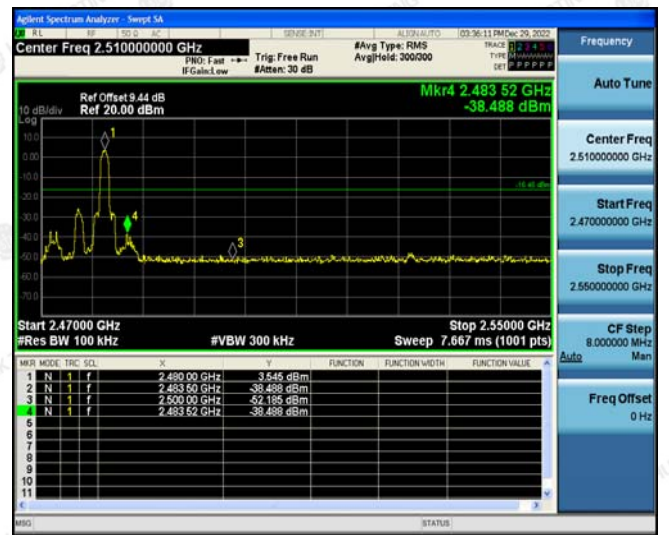 Agilent Spectrum Analyzer - Swept SA
RL RF 50 Ω AC SENSE:INT ALIGNAUTO 03:36:11 PM Dec 29, 2022
Center Freq 2.510000000 GHz
PNO: Fast
IFGain:Low
Trig: Free Run
#Atten: 30 dB
#Avg Type: RMS
Avg|Hold: 300/300
TRACE 1 2 3 4 5 6
TYPE
DET P P P P P P
Ref Offset 9.44 dB
10 dB/div Ref 20.00 dBm
Log
Mkr4 2.483 52 GHz
-38.488 dBm
10.0
0.00
-10.0
-20.0
-30.0
-40.0
-50.0
-60.0
-70.0
1
4
3
Start 2.47000 GHz Stop 2.55000 GHz
#Res BW 100 kHz #VBW 300 kHz Sweep 7.667 ms (1001 pts)
MKR MODE TRC SCL X Y FUNCTION FUNCTION WIDTH FUNCTION VALUE
1 N 1 f 2.480 00 GHz 3.545 dBm
2 N 1 f 2.483 50 GHz -38.488 dBm
3 N 1 f 2.500 00 GHz -52.185 dBm
4 N 1 f 2.483 52 GHz -38.488 dBm
5
6
7
8
9
10
11
MSG STATUS
Frequency
Auto Tune
Center Freq
2.510000000 GHz
Start Freq
2.470000000 GHz
Stop Freq
2.550000000 GHz
CF Step
8.000000 MHz
Auto Man
Freq Offset
0 Hz